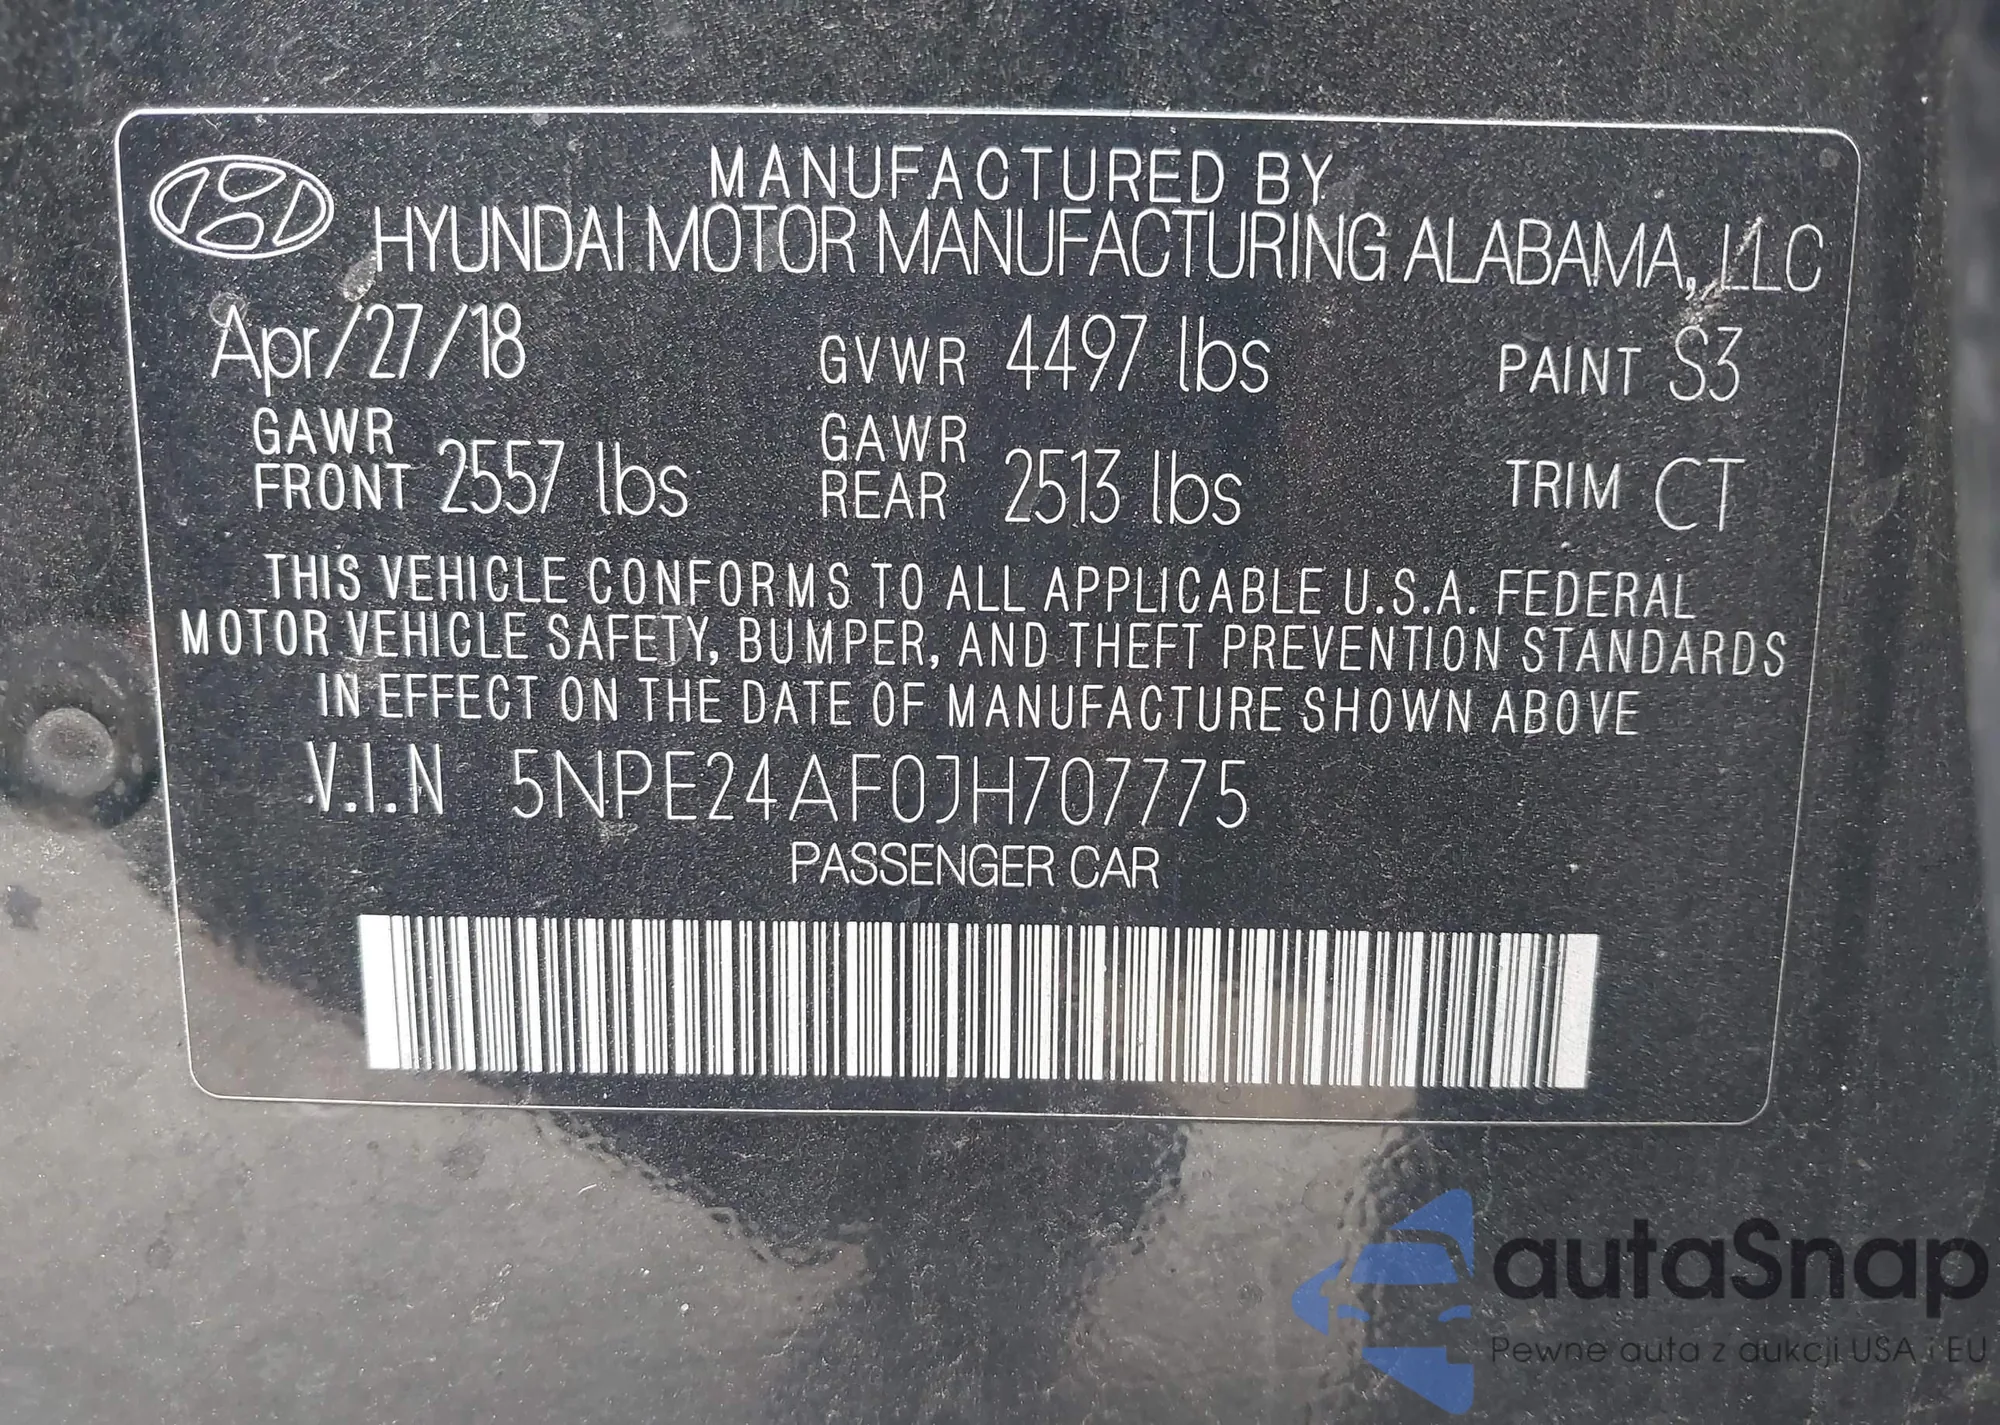 MANUFACTURED BY
HYUNDAI MOTOR MANUFACTURING ALABAMA, LLC
Apr/27/18 GVWR 4497 lbs PAINT S3
GAWR FRONT 2557 lbs GAWR REAR 2513 lbs TRIM CT
THIS VEHICLE CONFORMS TO ALL APPLICABLE U.S.A. FEDERAL
MOTOR VEHICLE SAFETY, BUMPER, AND THEFT PREVENTION STANDARDS
IN EFFECT ON THE DATE OF MANUFACTURE SHOWN ABOVE
V.I.N 5NPE24AF0JH707775
PASSENGER CAR
autaSnap
Pewne auta z aukcji USA i EU